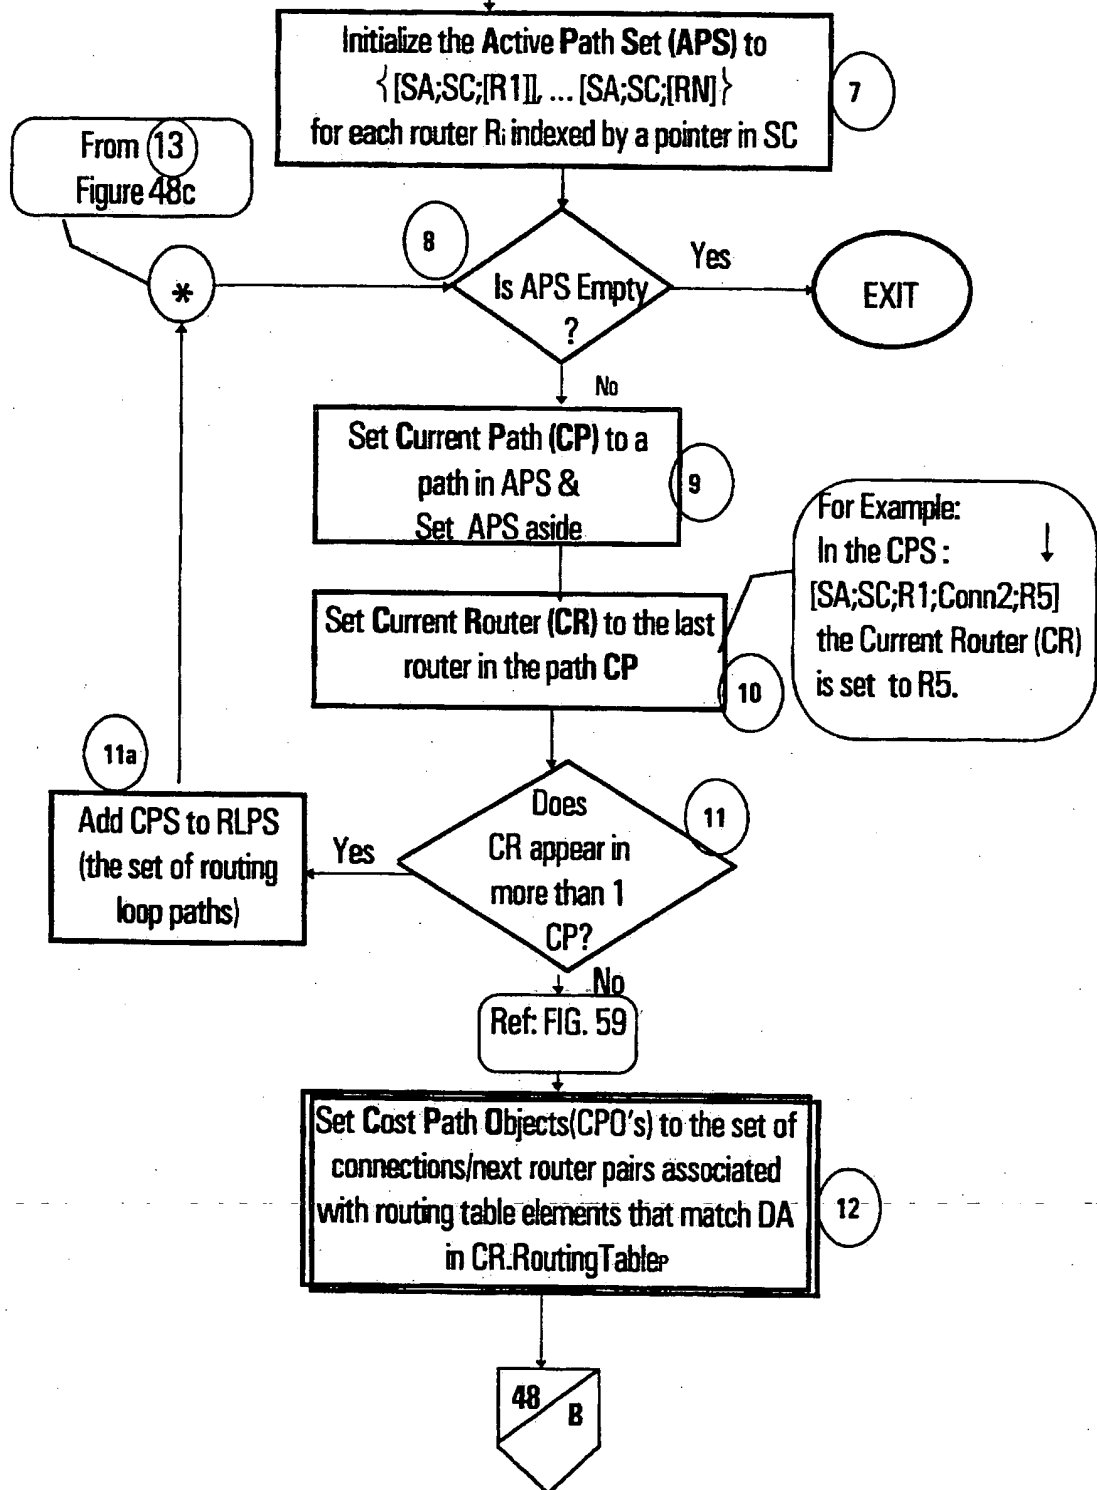 Initialize the Active Path Set (APS) to
{[SA;SC;[R1]], ... [SA;SC;[RN]}
for each router Ri indexed by a pointer in SC
7
From 13
Figure 48c
8
*
Is APS Empty
?
Yes
EXIT
No
Set Current Path (CP) to a
path in APS &
Set APS aside
9
For Example:
In the CPS :
[SA;SC;R1;Conn2;R5]
the Current Router (CR)
is set to R5.
Set Current Router (CR) to the last
router in the path CP
10
11a
Add CPS to RLPS
(the set of routing
loop paths)
Yes
Does
CR appear in
more than 1
CP?
11
No
Ref: FIG. 59
Set Cost Path Objects(CPO's) to the set of
connections/next router pairs associated
with routing table elements that match DA
in CR.RoutingTableP
12
48
B